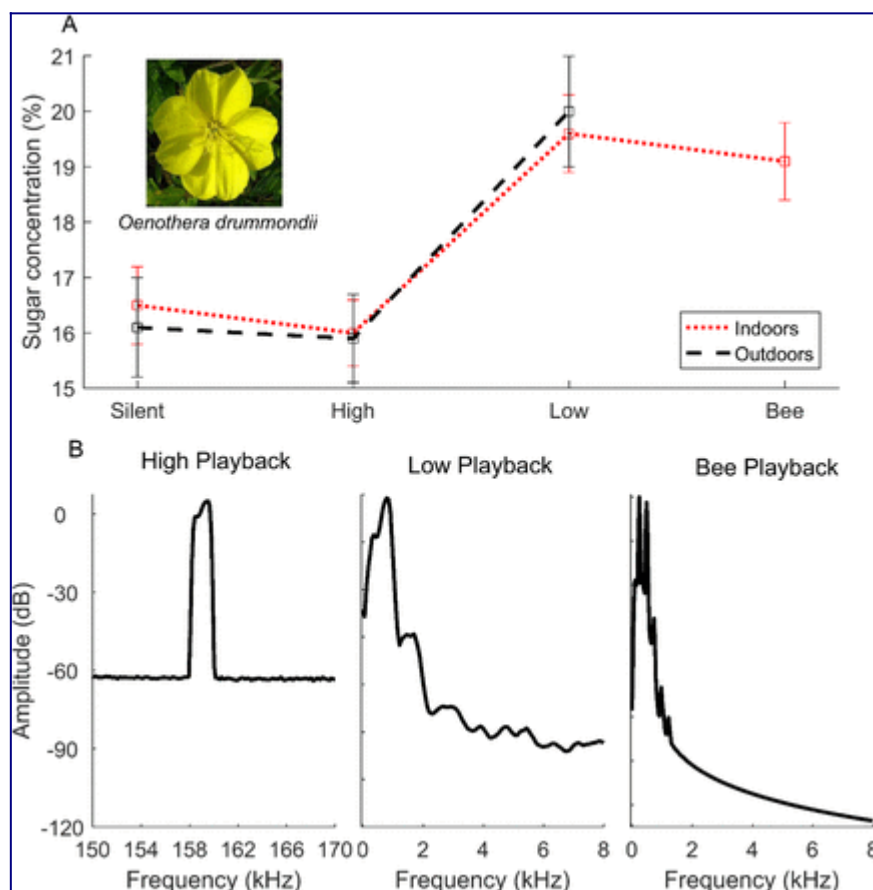 A
21
20
19
18
17
16
15
Sugar concentration (%)
Oenothera drummondii
Indoors
Outdoors
Silent High Low Bee
B
High Playback Low Playback Bee Playback
0
-30
-60
-90
-120
Amplitude (dB)
150 154 158 162 166 170 0 2 4 6 8 0 2 4 6 8
Frequency (kHz) Frequency (kHz) Frequency (kHz)